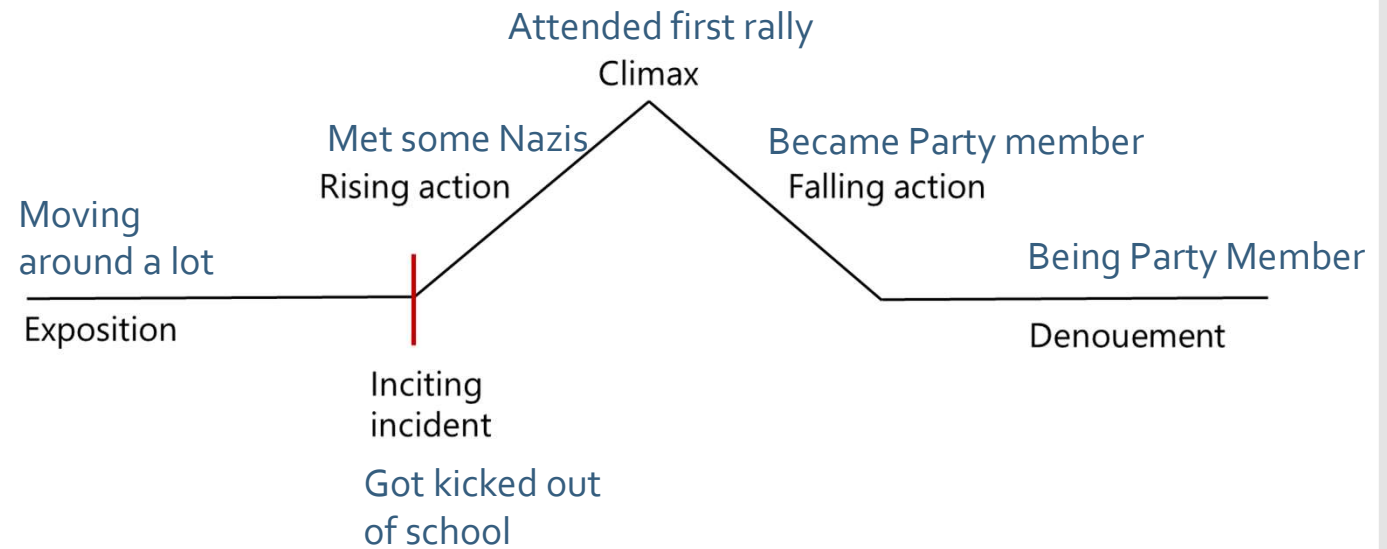 Attended first rally
Climax
Met some Nazis
Rising action
Became Party member
Falling action
Moving
around a lot
Exposition
Being Party Member
Denouement
Inciting
incident
Got kicked out
of school